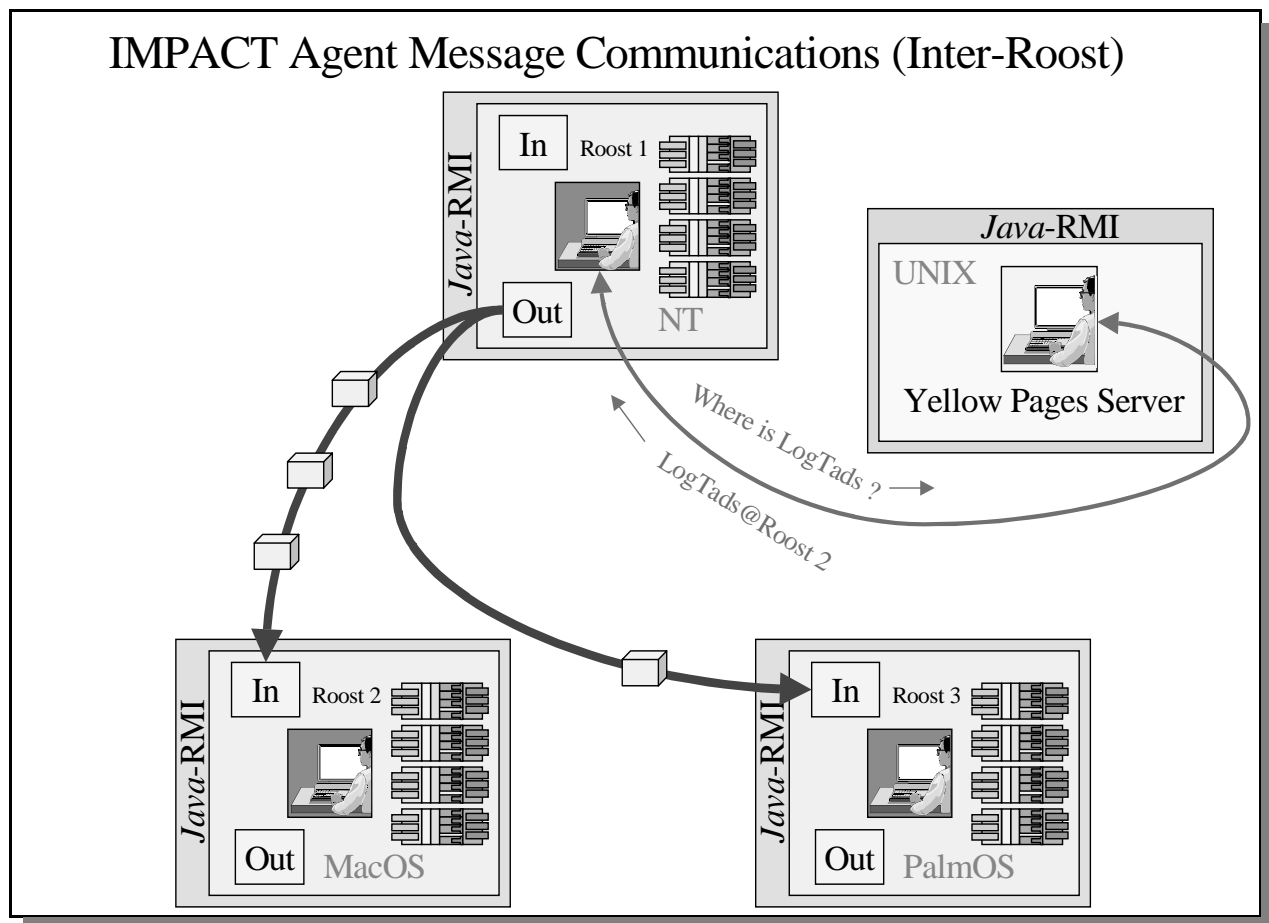 IMPACT Agent Message Communications (Inter-Roost)
Java-RMI
In
Roost 1
Out
NT
Java-RMI
UNIX
Yellow Pages Server
Where is LogTads ?
LogTads@Roost 2
Java-RMI
In
Roost 2
Out
MacOS
Java-RMI
In
Roost 3
Out
PalmOS